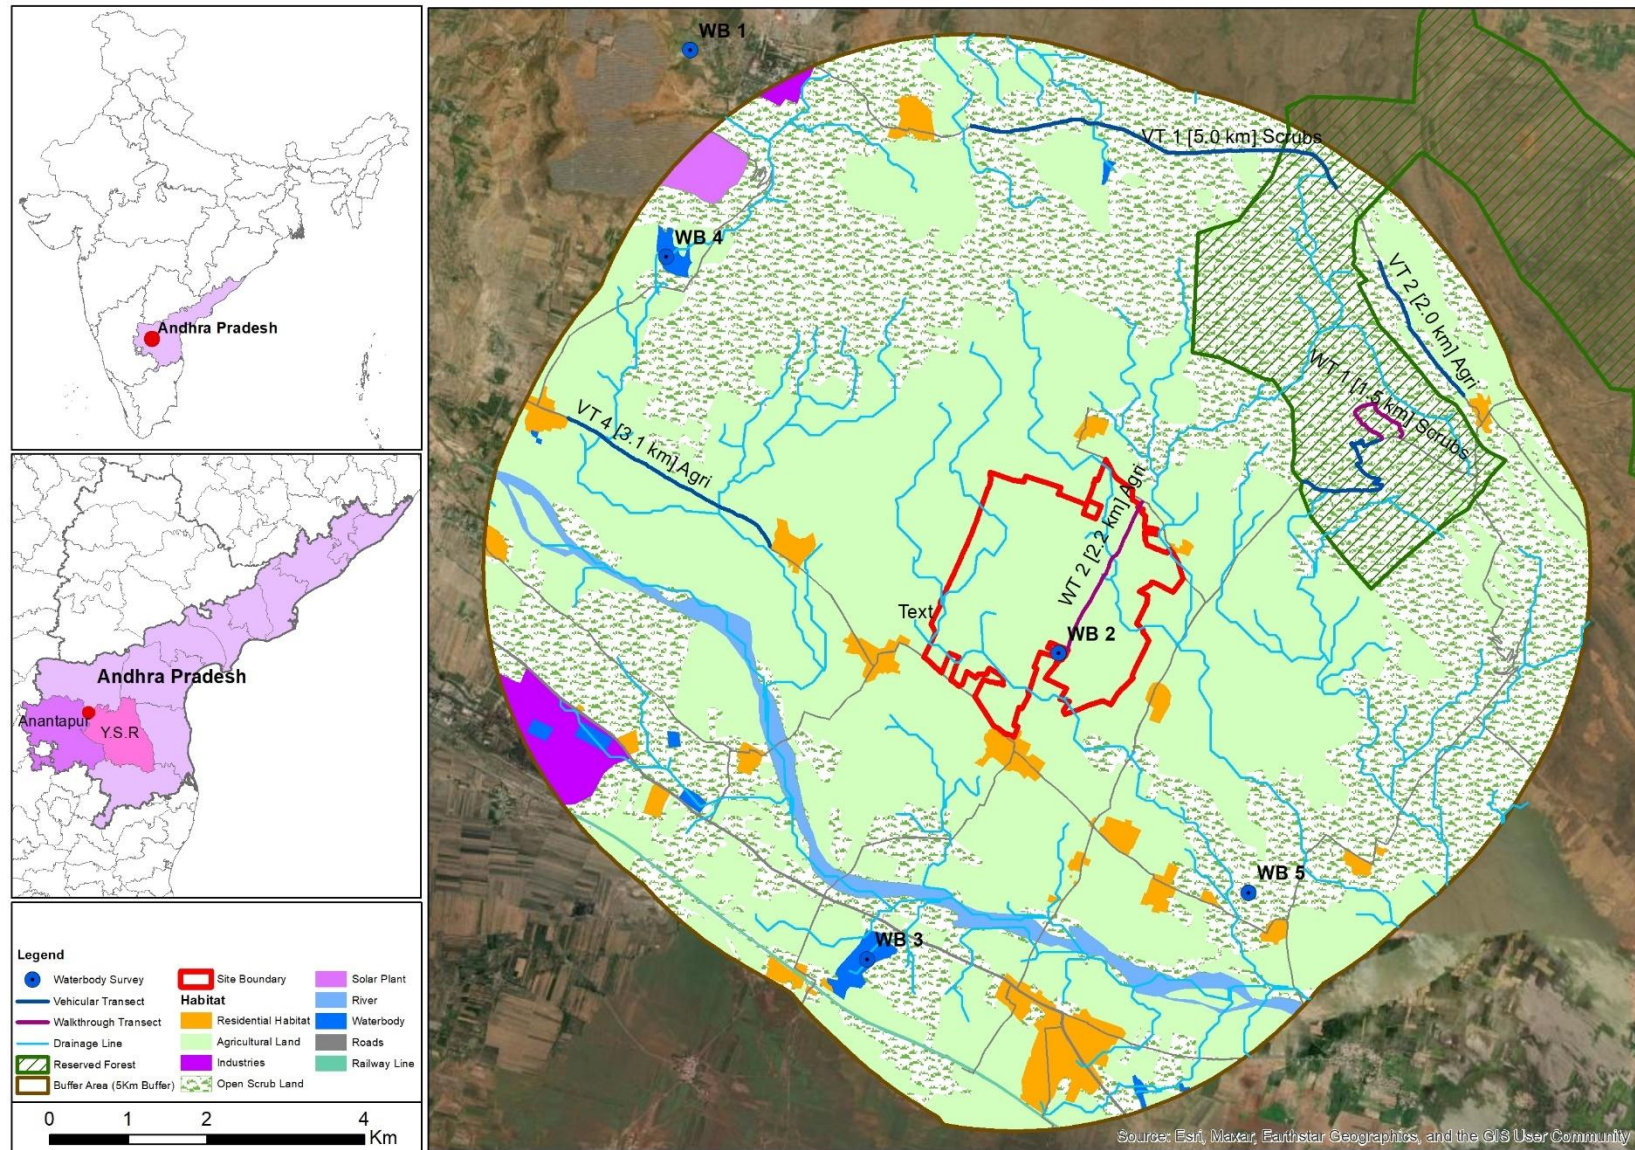 Andhra Pradesh
Andhra Pradesh
Anantapur
Y.S.R
Legend
Waterbody Survey
Vehicular Transect
Walkthrough Transect
Drainage Line
Reserved Forest
Buffer Area (5Km Buffer)
Site Boundary
Habitat
Residential Habitat
Agricultural Land
Industries
Open Scrub Land
Solar Plant
River
Waterbody
Roads
Railway Line
0 1 2 4
Km
WB 1
VT 1 [5.0 km] Scrubs
WB 4
VT 2 [2.0 km] Agri
WT 1 [1.5 km] Scrubs
VT 4 [3.1 km] Agri
WT 2 [2.2 km] Agri
Text
WB 2
WB 5
WB 3
Source: Esri, Maxar, Earthstar Geographics, and the GIS User Community